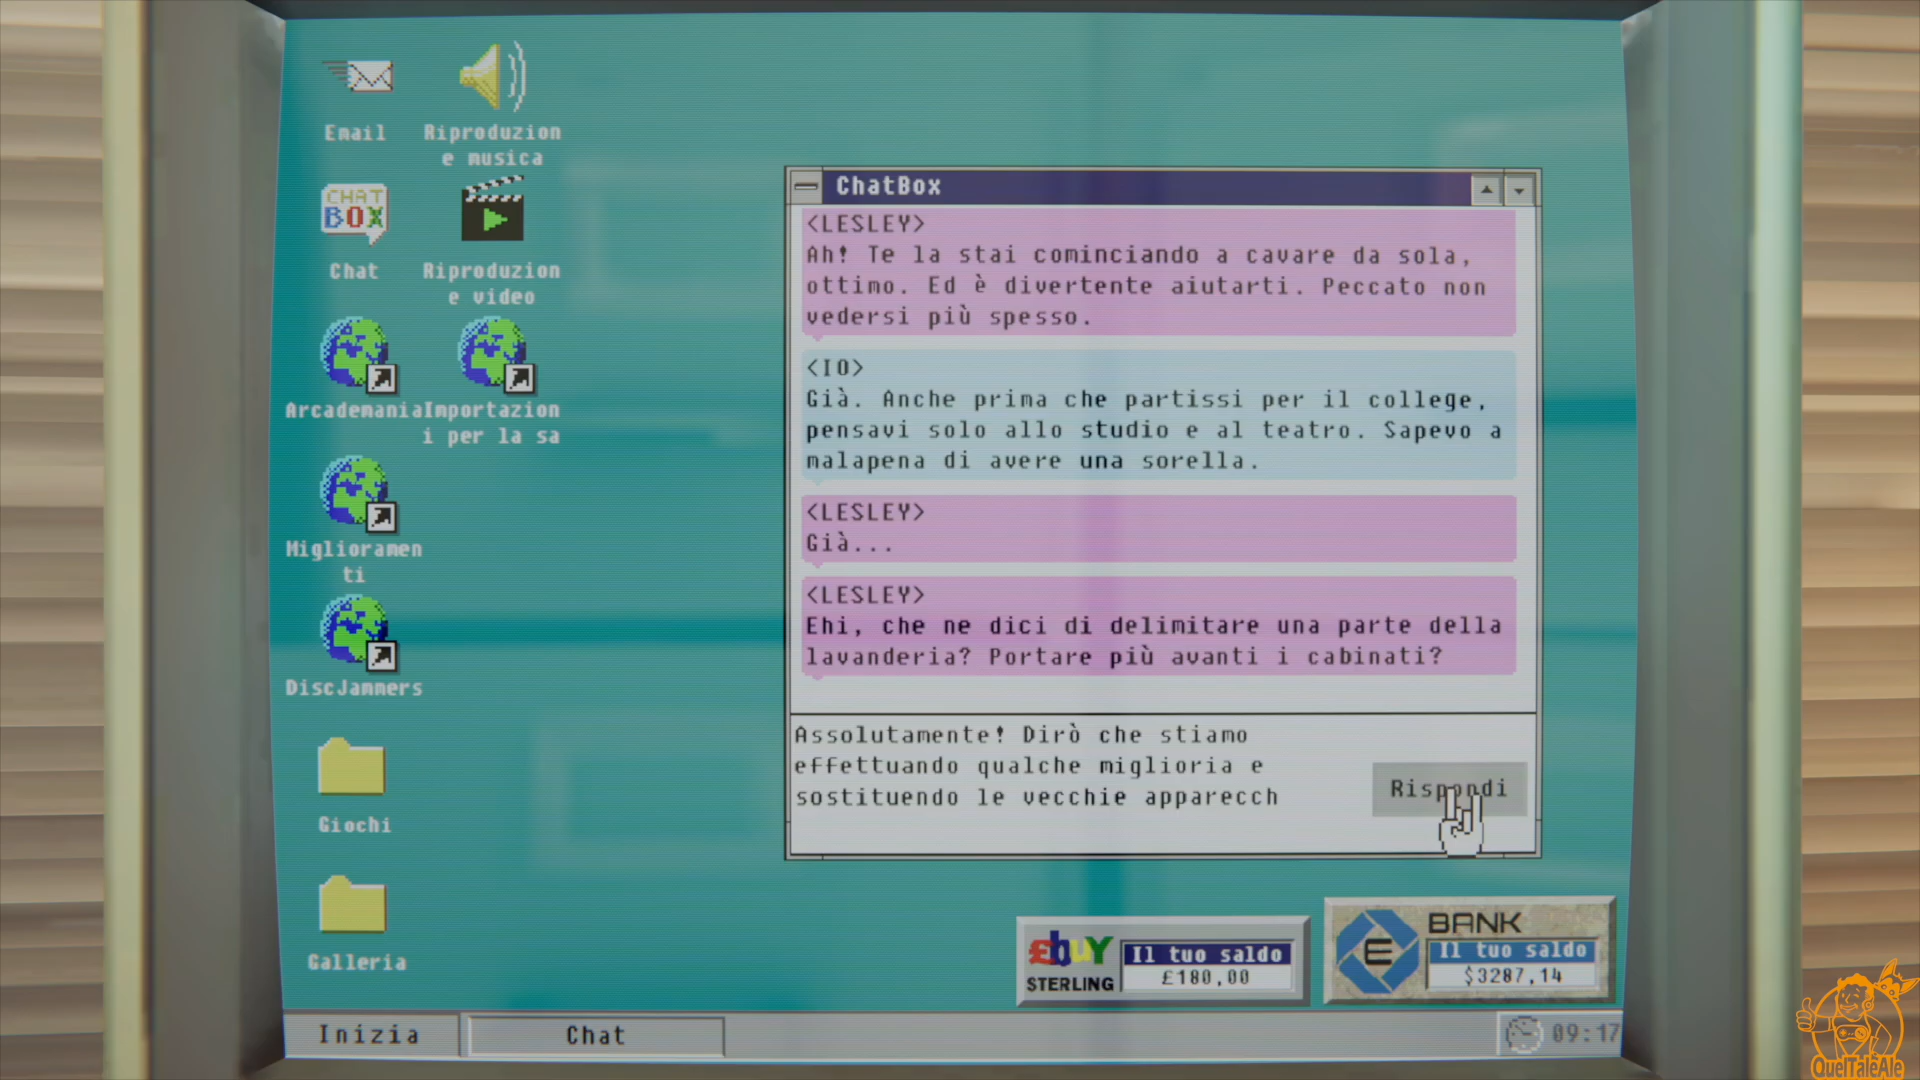 Email
Riproduzion
e musica
CHAT
BOX
Chat
Riproduzion
e video
Arcademania
Importazion
i per la sa
Miglioramen
ti
DiscJammers
Giochi
Galleria
ChatBox
<LESLEY>
Ah! Te la stai cominciando a cavare da sola,
ottimo. Ed è divertente aiutarti. Peccato non
vedersi più spesso.
<IO>
Già. Anche prima che partissi per il college,
pensavi solo allo studio e al teatro. Sapevo a
malapena di avere una sorella.
<LESLEY>
Già...
<LESLEY>
Ehi, che ne dici di delimitare una parte della
lavanderia? Portare più avanti i cabinati?
Assolutamente! Dirò che stiamo
effettuando qualche miglioria e
sostituendo le vecchie apparecch
Rispondi
£buY
STERLING
Il tuo saldo
£180,00
E
BANK
Il tuo saldo
$3287,14
Inizia
Chat
09:17
QuelTaleAle